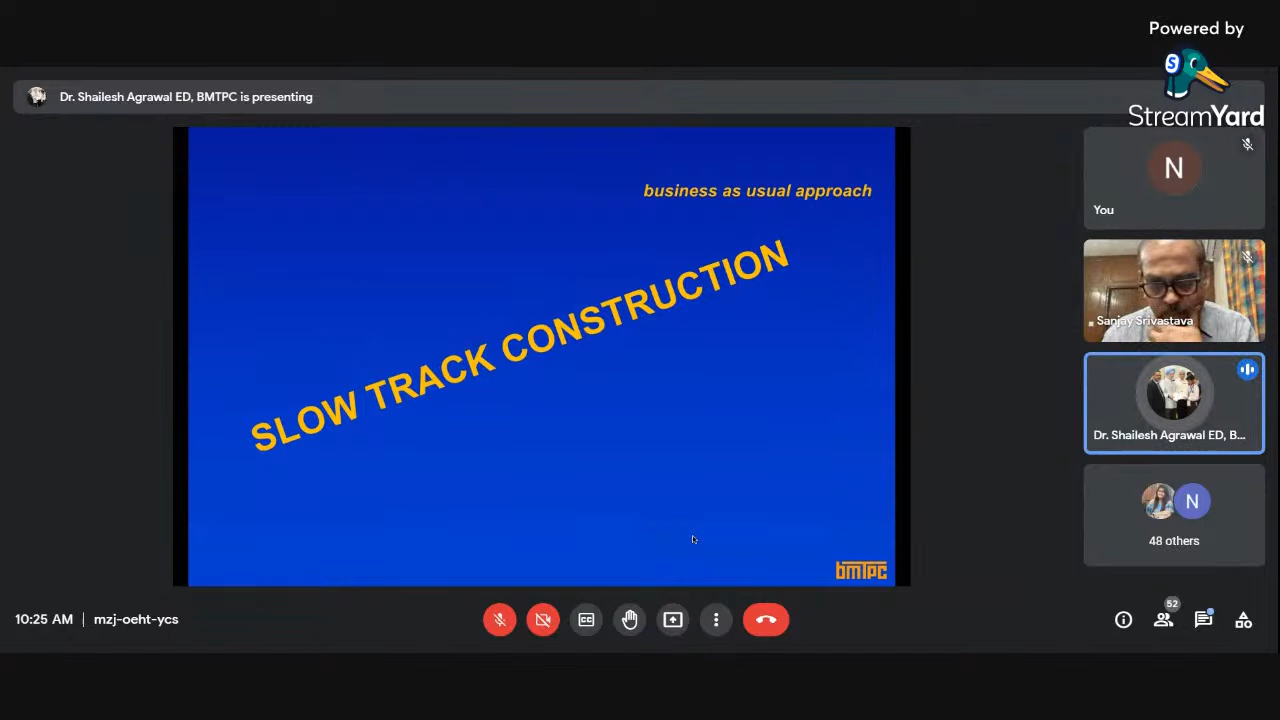 Powered by
StreamYard
Dr. Shailesh Agrawal ED, BMTPC is presenting
business as usual approach
SLOW TRACK CONSTRUCTION
bmTpc
N
You
Sanjay Srivastava
Dr. Shailesh Agrawal ED, B...
N
48 others
10:25 AM | mzj-oeht-ycs
CC
52
S